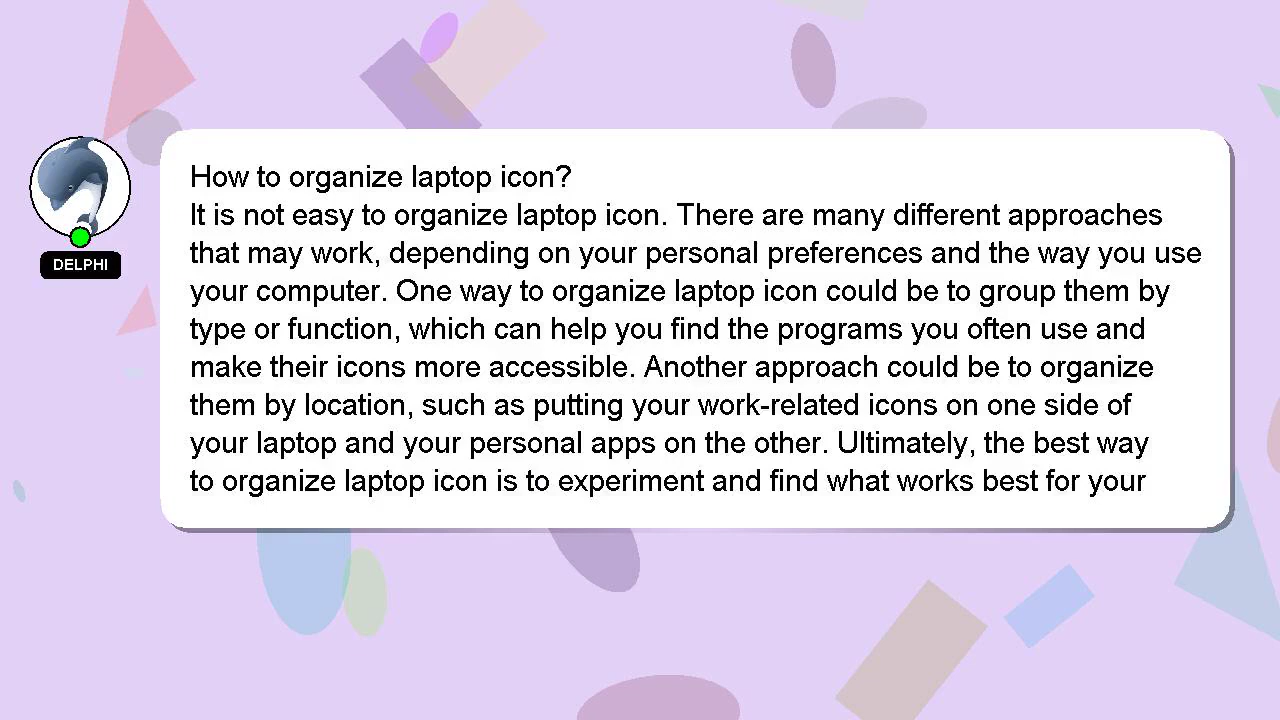 How to organize laptop icon?
It is not easy to organize laptop icon. There are many different approaches
that may work, depending on your personal preferences and the way you use
your computer. One way to organize laptop icon could be to group them by
type or function, which can help you find the programs you often use and
make their icons more accessible. Another approach could be to organize
them by location, such as putting your work-related icons on one side of
your laptop and your personal apps on the other. Ultimately, the best way
to organize laptop icon is to experiment and find what works best for your
DELPHI